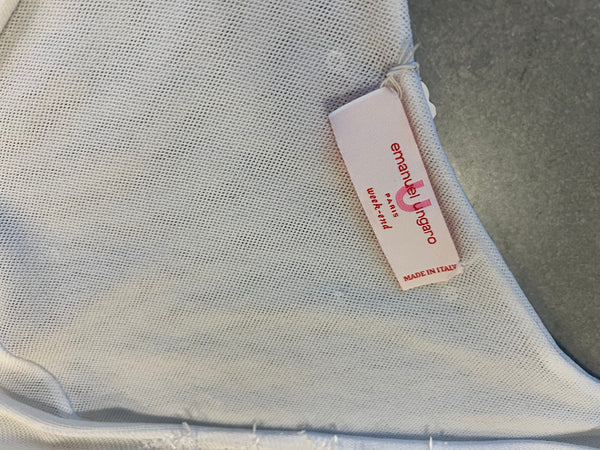 emanuel Ungaro
U
PARIS
week-end
MADE IN ITALY